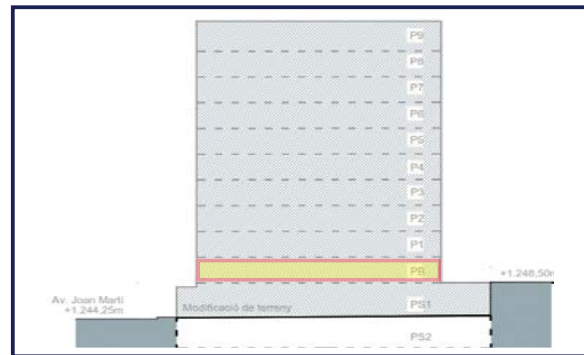 P9
P8
P7
P6
P5
P4
P3
P2
P1
PB
+1.248,50m
Av. Joan Martí
+1.244,25m
Modificació de terreny
PS1
PS2